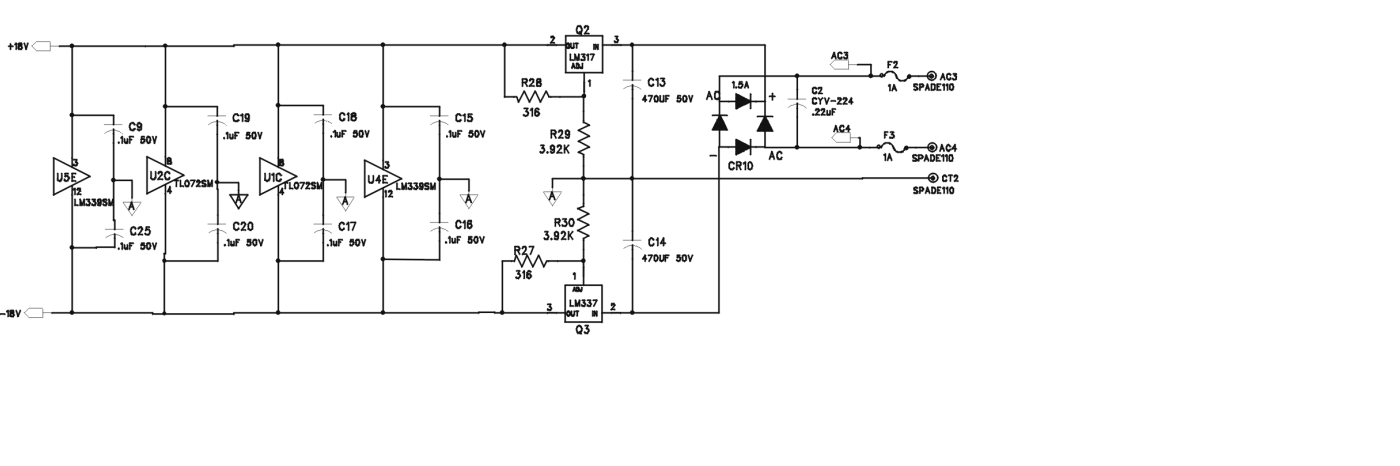 +18V
U5E
3
12
LM339SM
C9
.1uF 50V
A
C25
.1uF 50V
U2C
8
4
TL072SM
C19
.1uF 50V
A
C20
.1uF 50V
U1C
8
4
TL072SM
C18
.1uF 50V
A
C17
.1uF 50V
U4E
3
12
LM339SM
C15
.1uF 50V
A
C16
.1uF 50V
-18V
Q2
2
OUT IN
3
LM317
ADJ
1
R28
316
R29
3.92K
A
R30
3.92K
R27
316
1
ADJ
LM337
3
OUT IN
2
Q3
C13
470UF 50V
C14
470UF 50V
AC
1.5A
+
-
AC
CR10
C2
CYV-224
.22uF
AC3
F2
1A
AC3
SPADE110
AC4
F3
1A
AC4
SPADE110
CT2
SPADE110